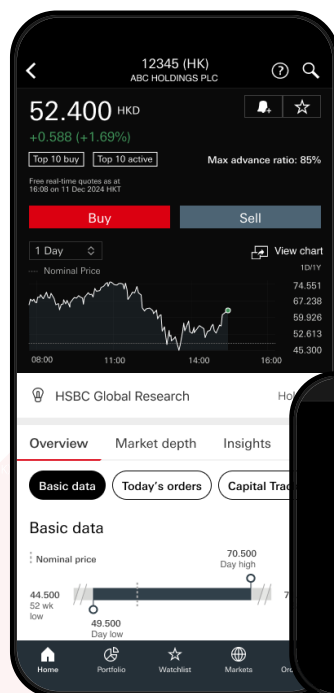 12345 (HK)
ABC HOLDINGS PLC
52.400 HKD
+0.588 (+1.69%)
Top 10 buy Top 10 active Max advance ratio: 85%
Free real-time quotes as at
16:08 on 11 Dec 2024 HKT
Buy Sell
1 Day View chart
Nominal Price 1D/1Y
74.551
67.238
59.926
52.613
45.300
08:00 11:00 14:00 16:00
HSBC Global Research
Overview Market depth Insights
Basic data Today's orders Capital
Basic data
Nominal price
70.500
Day high
44.500
52 wk
low
49.500
Day low
Home Portfolio Watchlist Markets